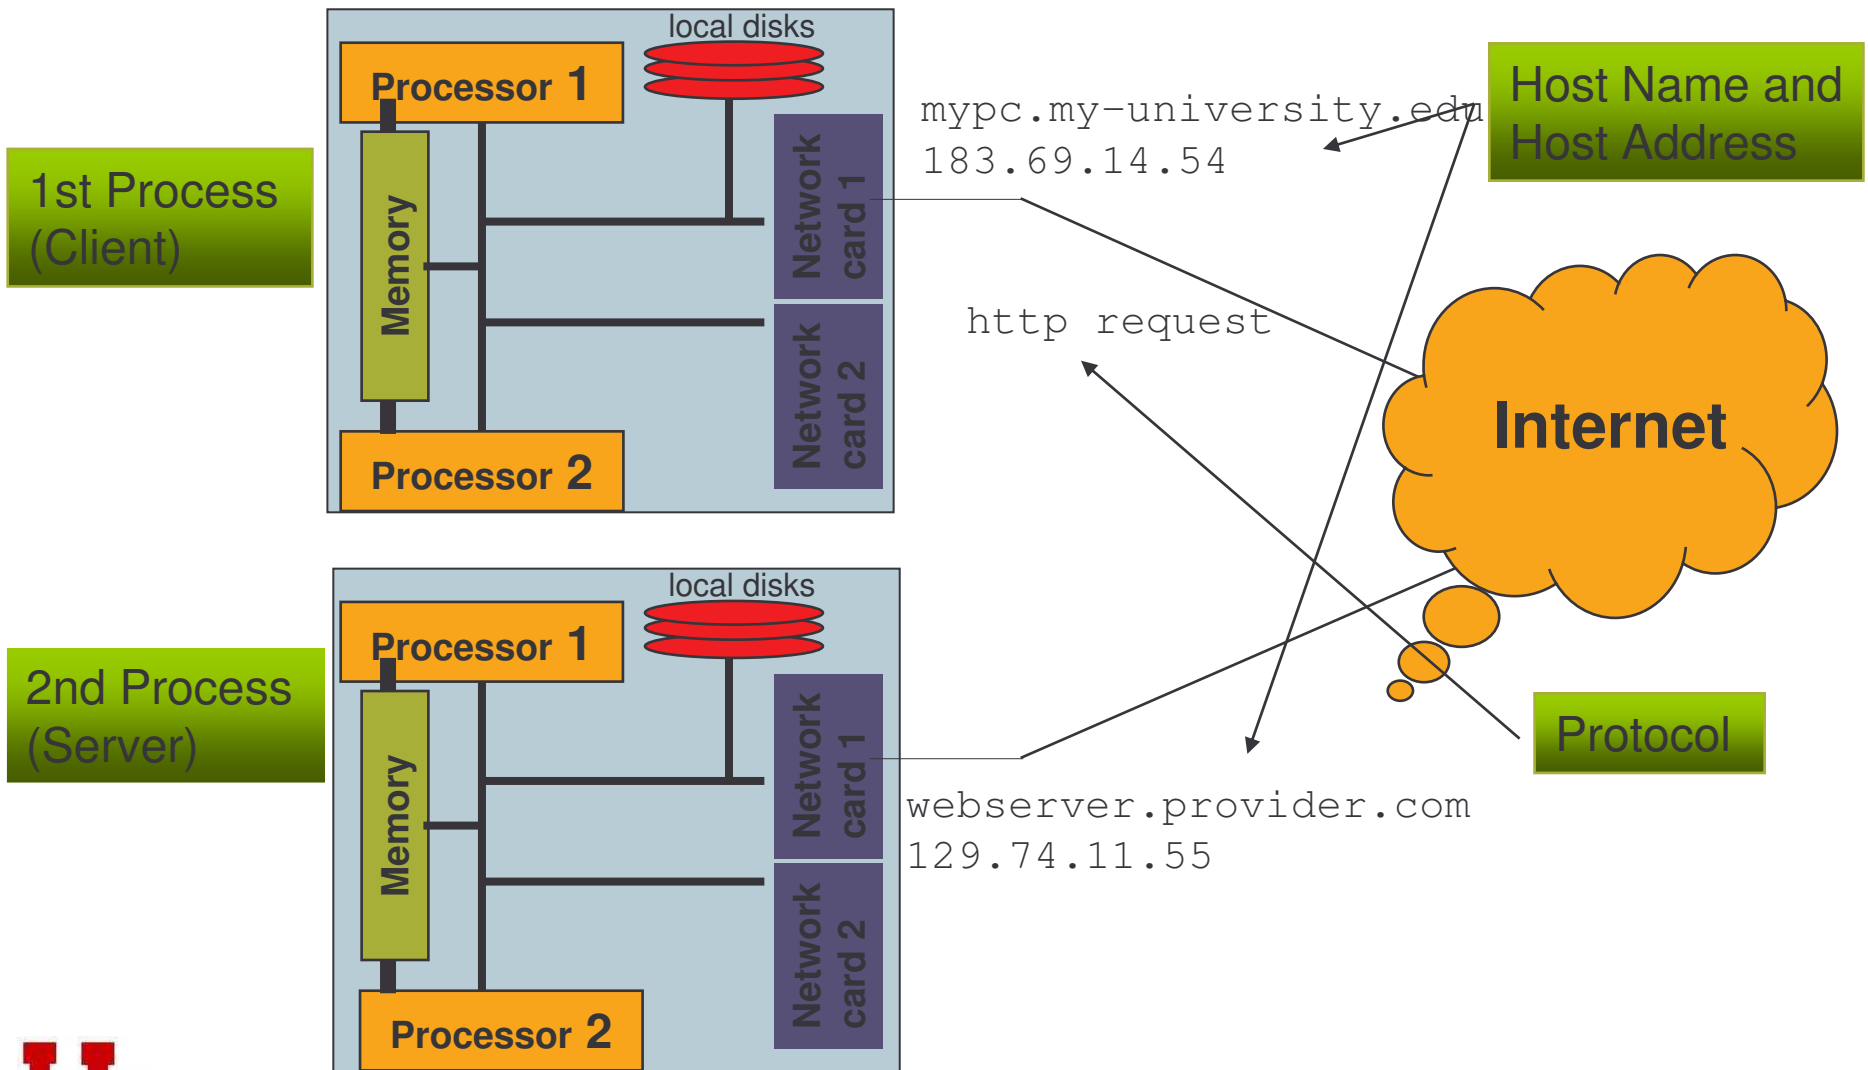 local disks
Processor 1
1st Process
(Client)
Memory
Network
card 1
Network
card 2
Processor 2
mypc.my-university.edu
183.69.14.54
Host Name and
Host Address
http request
Internet
local disks
Processor 1
2nd Process
(Server)
Memory
Network
card 1
Network
card 2
Processor 2
webserver.provider.com
129.74.11.55
Protocol